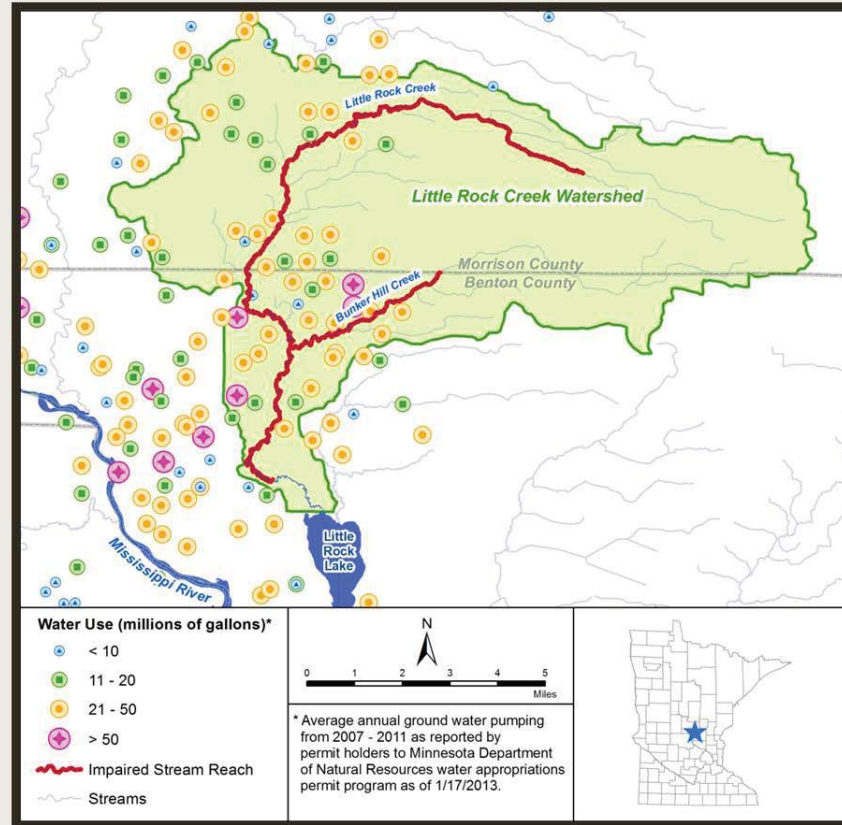 Little Rock Creek
Little Rock Creek Watershed
Morrison County
Benton County
Bunker Hill Creek
Mississippi River
Little
Rock
Lake
Water Use (millions of gallons)*
< 10
11 - 20
21 - 50
> 50
Impaired Stream Reach
Streams
N
0 1 2 3 4 5
Miles
* Average annual ground water pumping
from 2007 - 2011 as reported by
permit holders to Minnesota Department
of Natural Resources water appropriations
permit program as of 1/17/2013.